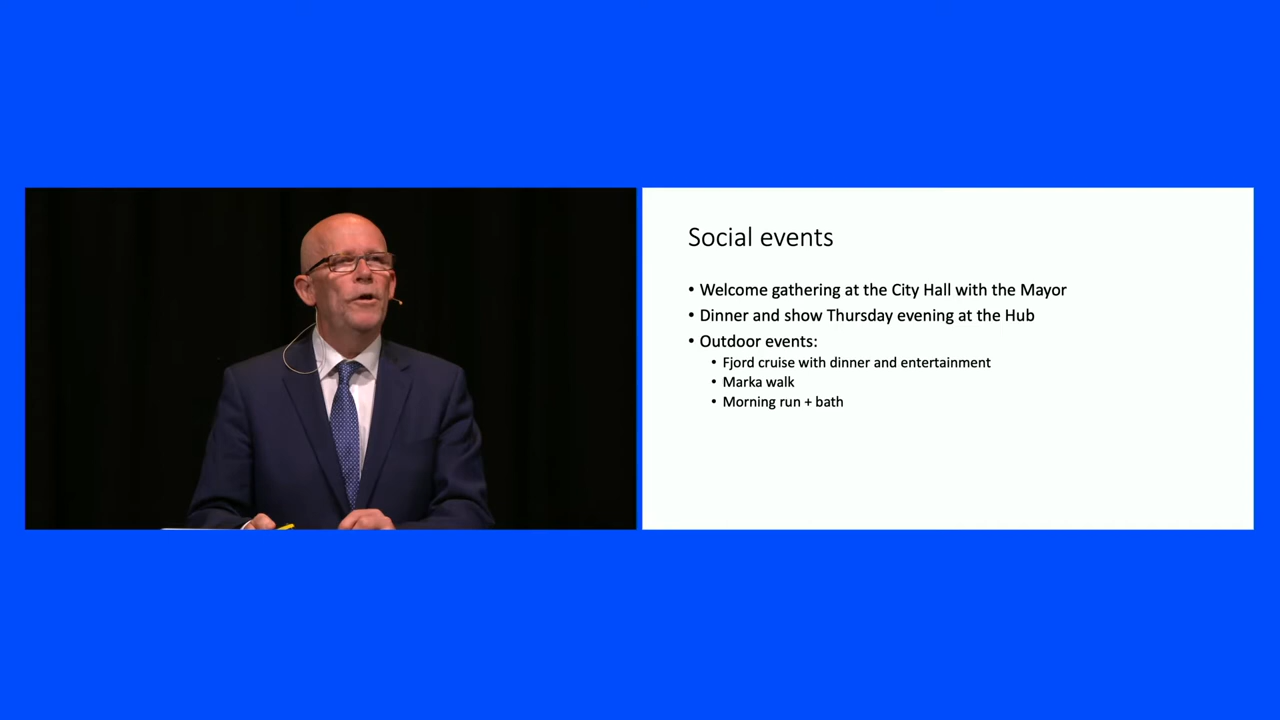 Social events
• Welcome gathering at the City Hall with the Mayor
• Dinner and show Thursday evening at the Hub
• Outdoor events:
• Fjord cruise with dinner and entertainment
• Marka walk
• Morning run + bath